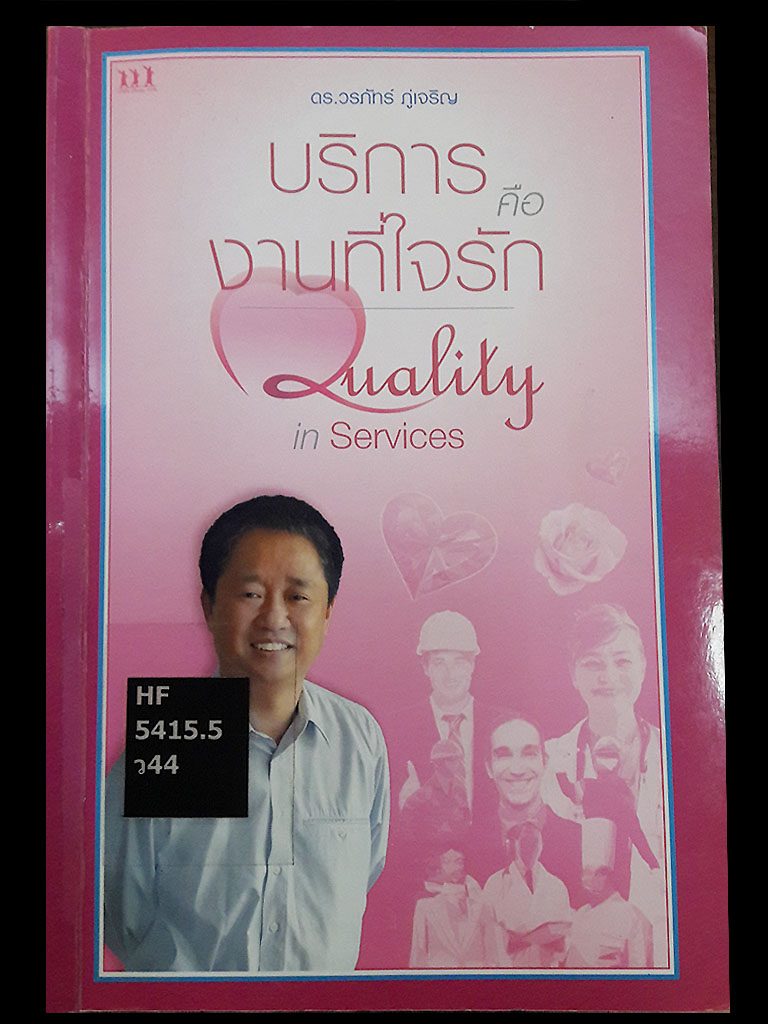 ดร.วรภัทร์ ภู่เจริญ
บริการ
คือ
งานที่ใจรัก
Quality
in Services
HF
5415.5
ว44